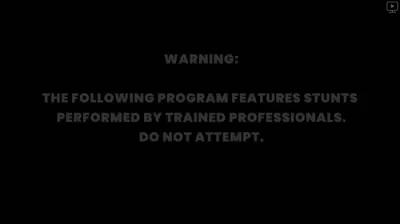 WARNING:
THE FOLLOWING PROGRAM FEATURES STUNTS
PERFORMED BY TRAINED PROFESSIONALS.
DO NOT ATTEMPT.